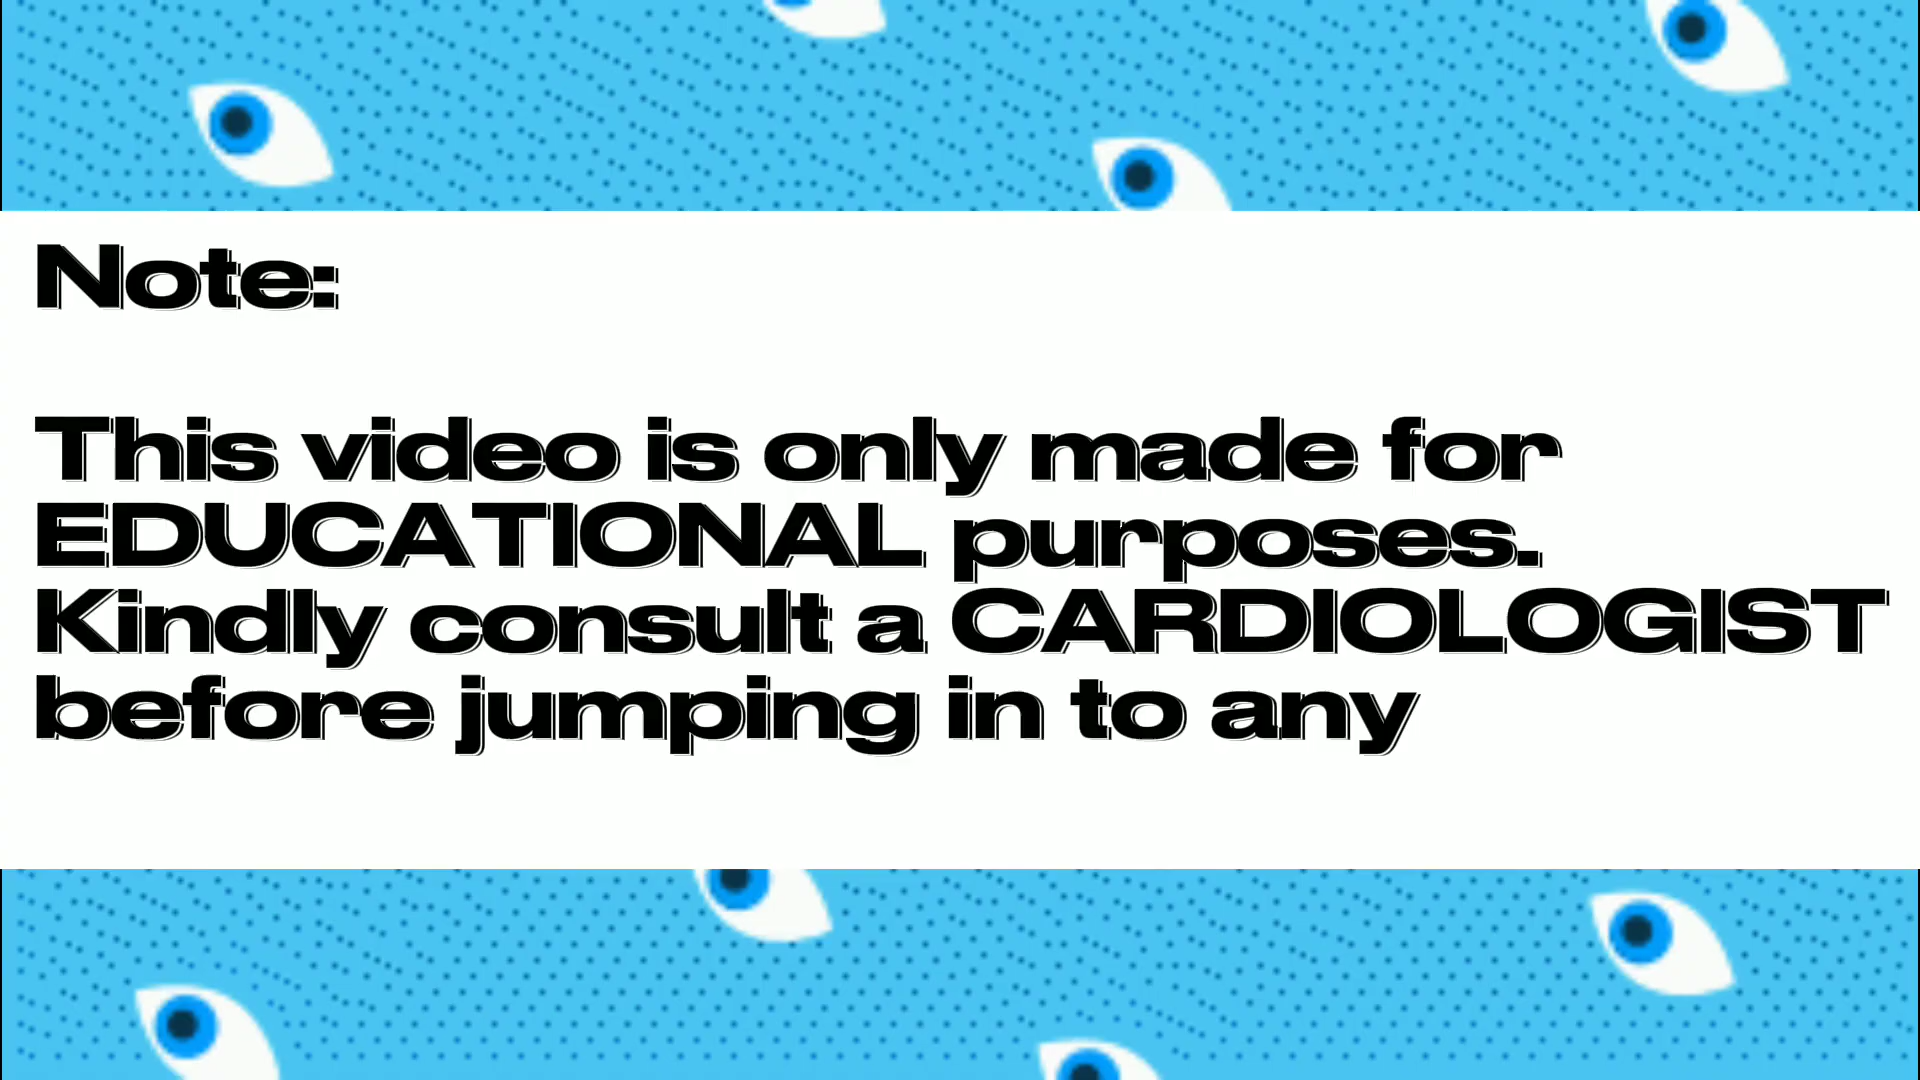 Note:
This video is only made for
EDUCATIONAL purposes.
Kindly consult a CARDIOLOGIST
before jumping in to any